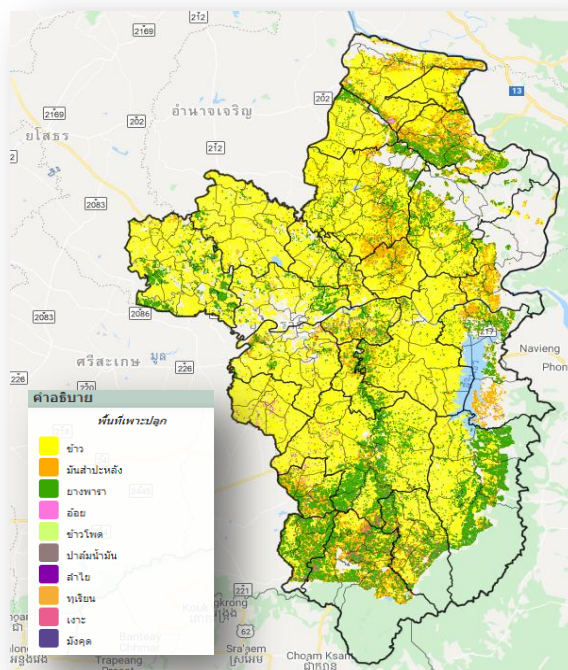 212
2169
13
202
อำนาจเจริญ
2169
202
ยโสธร
2
212
2083
2083
2086
217
ศรีสะเกษ
มูล
226
Navieng
Phon
226
220
คำอธิบาย
พื้นที่เพาะปลูก
ข้าว
มันสำปะหลัง
ยางพารา
อ้อย
ข้าวโพด
ปาล์มน้ำมัน
ลำไย
ทุเรียน
เงาะ
มังคุด
221
62
Choam Ksant